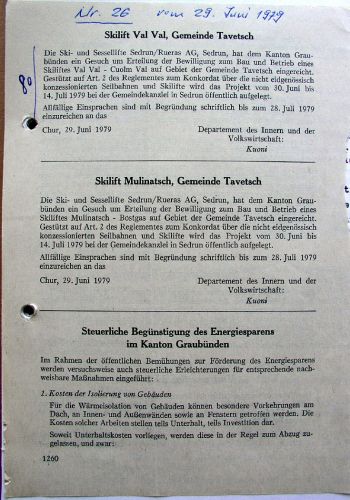 Nr. 26 vom 29. Juni 1979
80
Skilift Val Val, Gemeinde Tavetsch
Die Ski- und Sessellifte Sedrun/Rueras AG, Sedrun, hat dem Kanton Grau-
bünden ein Gesuch um Erteilung der Bewilligung zum Bau und Betrieb eines
Skiliftes Val Val - Cuolm Val auf Gebiet der Gemeinde Tavetsch eingereicht.
Gestützt auf Art. 2 des Reglementes zum Konkordat über die nicht eidgenössisch
konzessionierten Seilbahnen und Skilifte wird das Projekt vom 30. Juni bis
14. Juli 1979 bei der Gemeindekanzlei in Sedrun öffentlich aufgelegt.
Allfällige Einsprachen sind mit Begründung schriftlich bis zum 28. Juli 1979
einzureichen an das
Chur, 29. Juni 1979 Departement des Innern und der
Volkswirtschaft:
Kuoni
Skilift Mulinatsch, Gemeinde Tavetsch
Die Ski- und Sessellifte Sedrun/Rueras AG, Sedrun, hat dem Kanton Grau-
bünden ein Gesuch um Erteilung der Bewilligung zum Bau und Betrieb eines
Skiliftes Mulinatsch - Bostgas auf Gebiet der Gemeinde Tavetsch eingereicht.
Gestützt auf Art. 2 des Reglementes zum Konkordat über die nicht eidgenössisch
konzessionierten Seilbahnen und Skilifte wird das Projekt vom 30. Juni bis
14. Juli 1979 bei der Gemeindekanzlei in Sedrun öffentlich aufgelegt.
Allfällige Einsprachen sind mit Begründung schriftlich bis zum 28. Juli 1979
einzureichen an das
Chur, 29. Juni 1979 Departement des Innern und der
Volkswirtschaft:
Kuoni
Steuerliche Begünstigung des Energiesparens
im Kanton Graubünden
Im Rahmen der öffentlichen Bemühungen zur Förderung des Energiesparens
werden versuchsweise auch steuerliche Erleichterungen für entsprechende nach-
weisbare Maßnahmen eingeführt:
1. Kosten der Isolierung von Gebäuden
Für die Wärmeisolation von Gebäuden können besondere Vorkehrungen am
Dach, an Innen- und Außenwänden sowie an Fenstern getroffen werden. Die
Kosten solcher Arbeiten stellen teils Unterhalt, teils Investition dar.
Soweit Unterhaltskosten vorliegen, werden diese in der Regel zum Abzug zu-
gelassen, und zwar:
1260